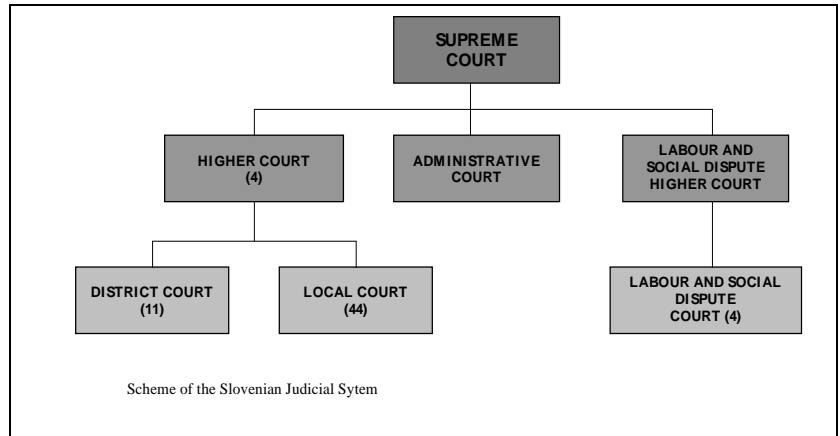 SUPREME
COURT
HIGHER COURT
(4)
ADMINISTRATIVE
COURT
LABOUR AND
SOCIAL DISPUTE
HIGHER COURT
DISTRICT COURT
(11)
LOCAL COURT
(44)
LABOUR AND SOCIAL
DISPUTE
COURT (4)
Scheme of the Slovenian Judicial Sytem